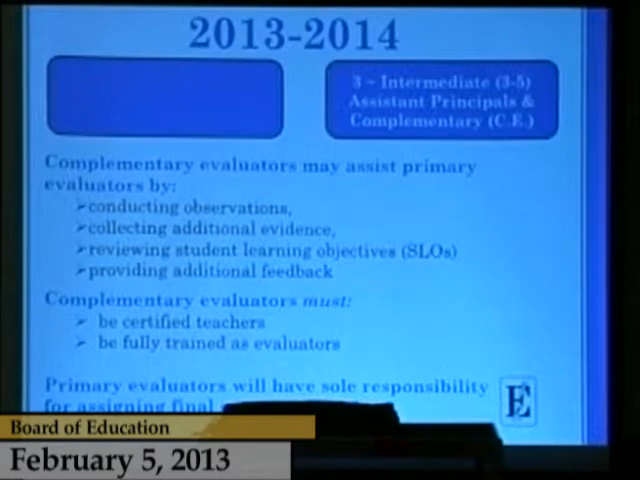 2013-2014
3 ~ Intermediate (3-5)
Assistant Principals &
Complementary (C.E.)
Complementary evaluators may assist primary
evaluators by:
➢conducting observations,
➢collecting additional evidence,
➢reviewing student learning objectives (SLOs)
➢providing additional feedback
Complementary evaluators must:
➢ be certified teachers
➢ be fully trained as evaluators
Primary evaluators will have sole responsibility
for assigning final
E
Board of Education
February 5, 2013